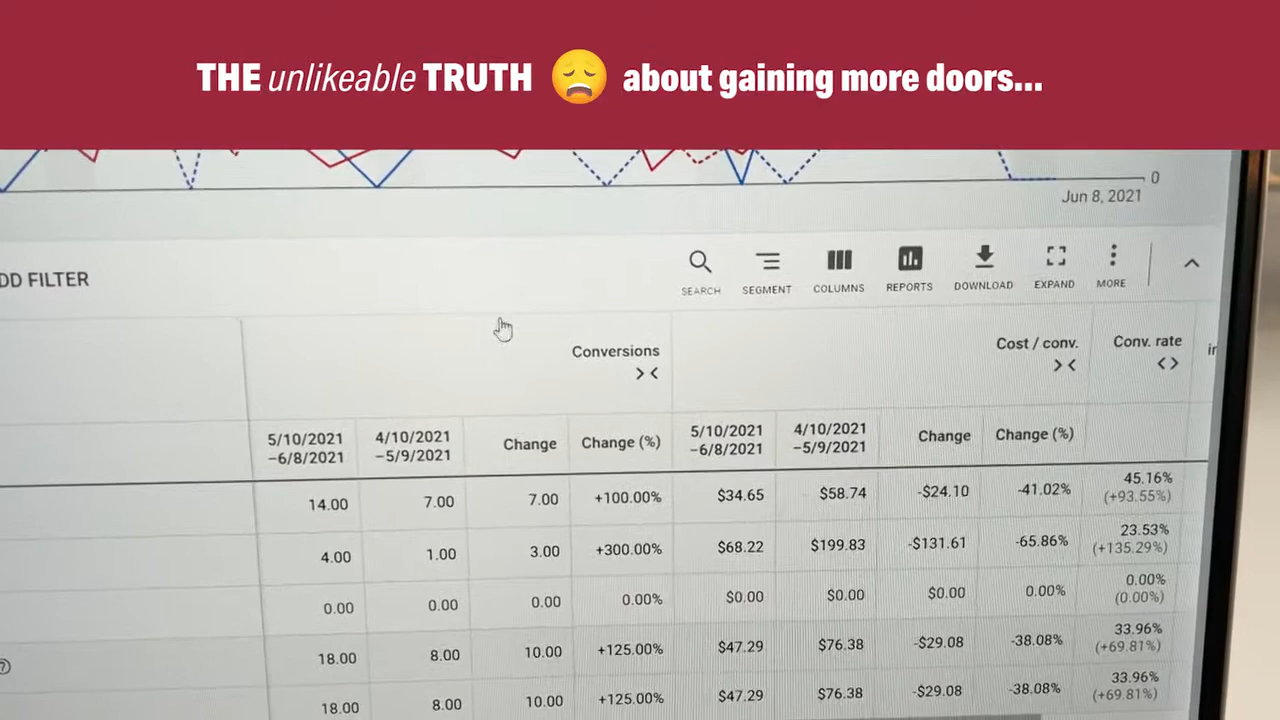 THE unlikeable TRUTH 😩 about gaining more doors...
0
Jun 8, 2021
DD FILTER
SEARCH
SEGMENT
COLUMNS
REPORTS
DOWNLOAD
EXPAND
MORE
Conversions
Cost / conv.
Conv. rate
5/10/2021
–6/8/2021
4/10/2021
–5/9/2021
Change
Change (%)
5/10/2021
–6/8/2021
4/10/2021
–5/9/2021
Change
Change (%)
14.00 7.00 7.00 +100.00% $34.65 $58.74 -$24.10 -41.02% 45.16%
(+93.55%)
4.00 1.00 3.00 +300.00% $68.22 $199.83 -$131.61 -65.86% 23.53%
(+135.29%)
0.00 0.00 0.00 0.00% $0.00 $0.00 $0.00 0.00% 0.00%
(0.00%)
18.00 8.00 10.00 +125.00% $47.29 $76.38 -$29.08 -38.08% 33.96%
(+69.81%)
18.00 8.00 10.00 +125.00% $47.29 $76.38 -$29.08 -38.08% 33.96%
(+69.81%)